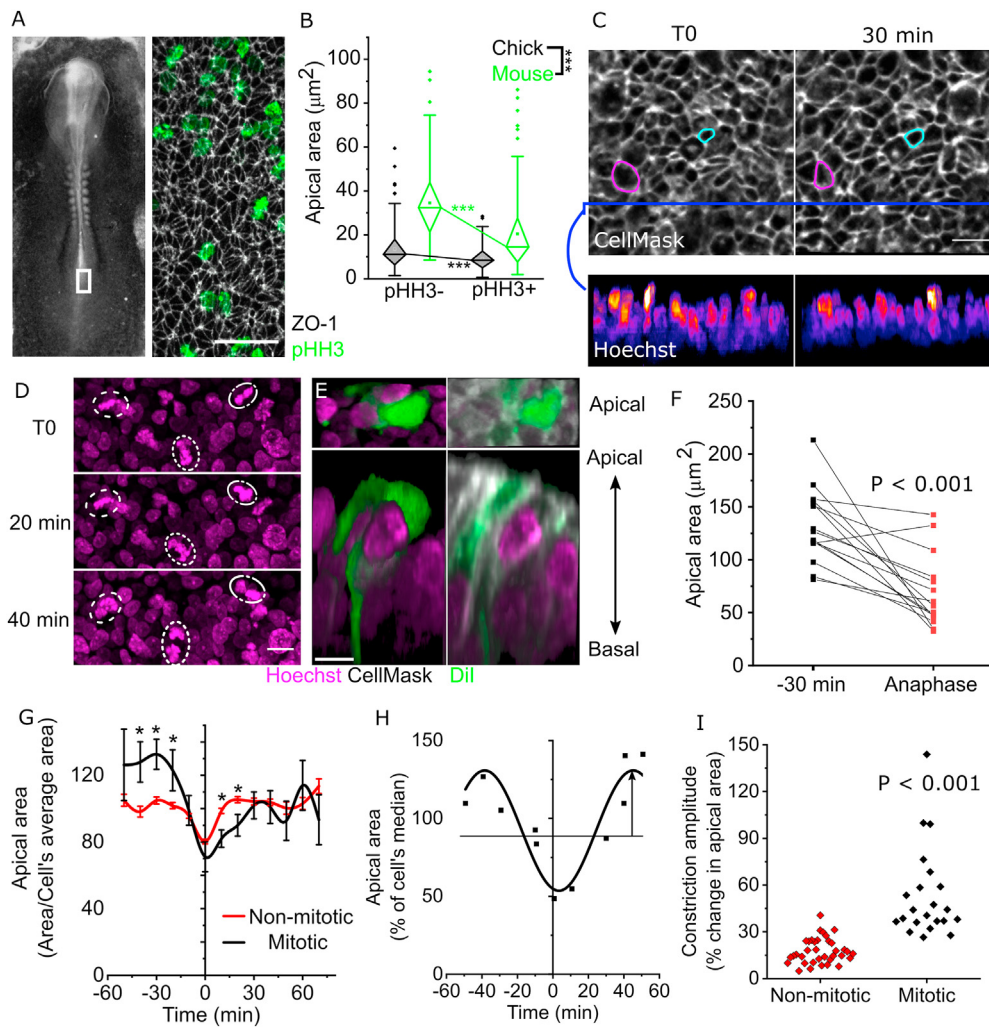 A
ZO-1
pHH3
B
Apical area (µm²)
100
80
60
40
20
0
Chick
Mouse
***
***
***
pHH3-
pHH3+
C
T0
30 min
CellMask
Hoechst
D
T0
20 min
40 min
E
Apical
Apical
Basal
Hoechst CellMask DiI
F
Apical area (µm²)
250
200
150
100
50
0
P < 0.001
-30 min
Anaphase
G
Apical area
(Area/Cell's average area)
120
80
40
0
* * *
* *
Non-mitotic
Mitotic
-60 -30 0 30 60
Time (min)
H
Apical area
(% of cell's median)
150
100
50
0
-60 -40 -20 0 20 40 60
Time (min)
I
Constriction amplitude
(% change in apical area)
150
120
90
60
30
0
P < 0.001
Non-mitotic
Mitotic